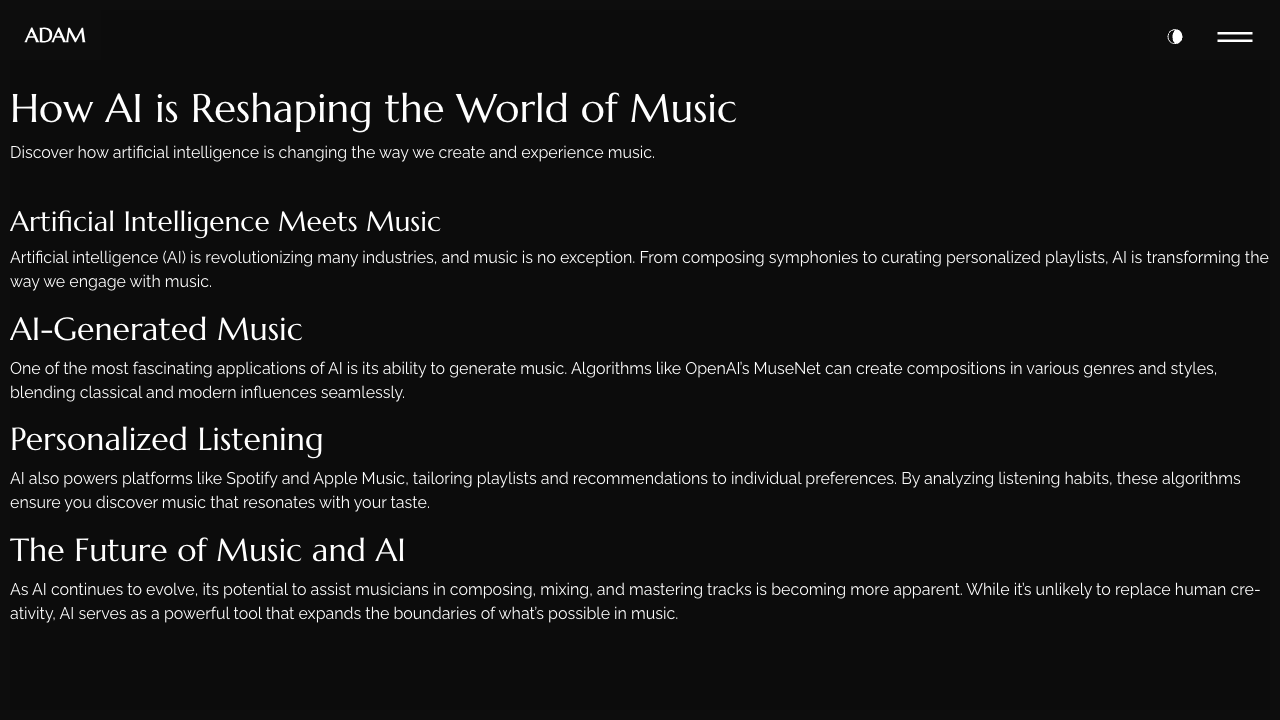 ADAM
How AI is Reshaping the World of Music
Discover how artificial intelligence is changing the way we create and experience music.
Artificial Intelligence Meets Music
Artificial intelligence (AI) is revolutionizing many industries, and music is no exception. From composing symphonies to curating personalized playlists, AI is transforming the
way we engage with music.
AI-Generated Music
One of the most fascinating applications of AI is its ability to generate music. Algorithms like OpenAI’s MuseNet can create compositions in various genres and styles,
blending classical and modern influences seamlessly.
Personalized Listening
AI also powers platforms like Spotify and Apple Music, tailoring playlists and recommendations to individual preferences. By analyzing listening habits, these algorithms
ensure you discover music that resonates with your taste.
The Future of Music and AI
As AI continues to evolve, its potential to assist musicians in composing, mixing, and mastering tracks is becoming more apparent. While it’s unlikely to replace human cre-
ativity, AI serves as a powerful tool that expands the boundaries of what’s possible in music.